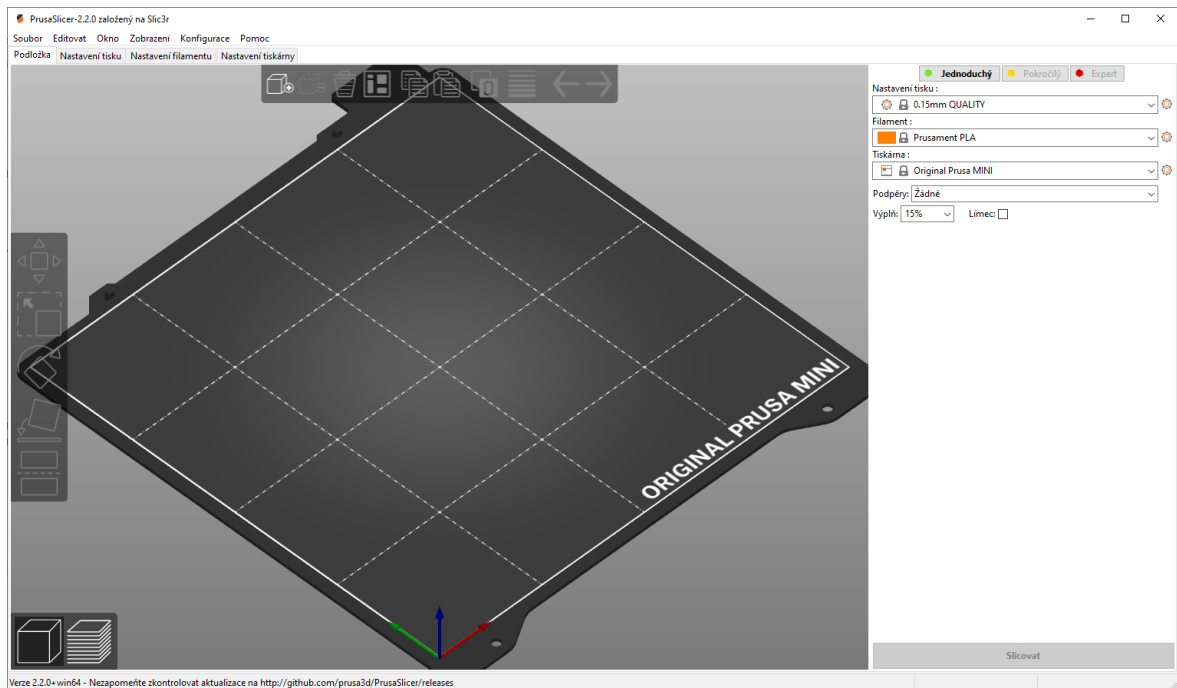 PrusaSlicer-2.2.0 založený na Slic3r
Soubor Editovat Okno Zobrazení Konfigurace Pomoc
Podložka Nastavení tisku Nastavení filamentu Nastavení tiskárny
Jednoduchý Pokročilý Expert
Nastavení tisku :
0.15mm QUALITY
Filament :
Prusament PLA
Tiskárna :
Original Prusa MINI
Podpěry: Žádné
Výplň: 15% Límec:
ORIGINAL PRUSA MINI
Slicovat
Verze 2.2.0+win64 - Nezapomeňte zkontrolovat aktualizace na http://github.com/prusa3d/PrusaSlicer/releases